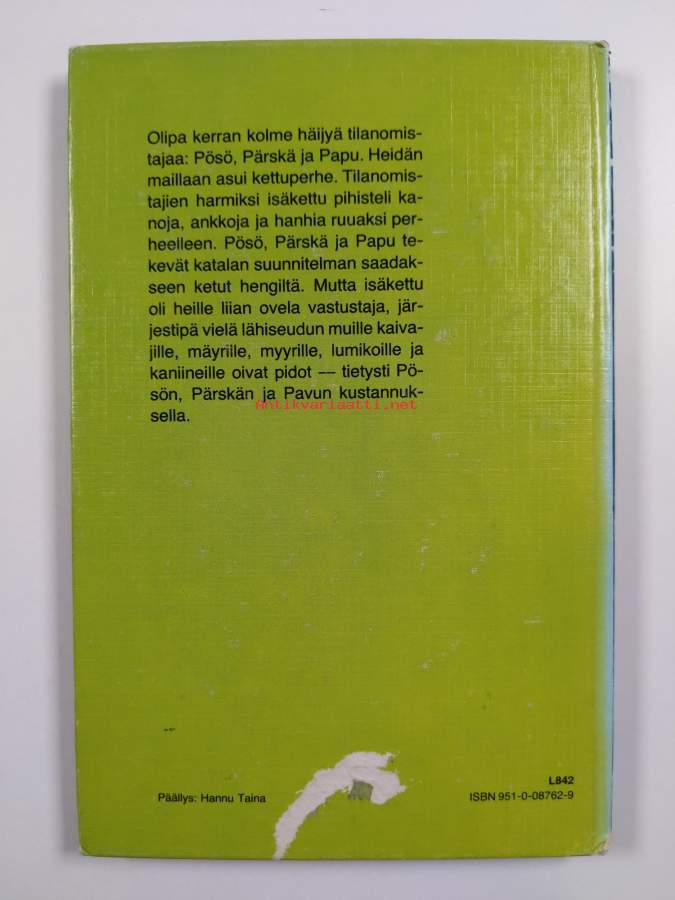 Olipa kerran kolme häijyä tilanomis-
tajaa: Pösö, Pärskä ja Papu. Heidän
maillaan asui kettuperhe. Tilanomis-
tajien harmiksi isäkettu pihisteli ka-
noja, ankkoja ja hanhia ruuaksi per-
heelleen. Pösö, Pärskä ja Papu te-
kevät katalan suunnitelman saadak-
seen ketut hengiltä. Mutta isäkettu
oli heille liian ovela vastustaja, jär-
jestipä vielä lähiseudun muille kaiva-
jille, mäyrille, myyrille, lumikoille ja
kaniineille oivat pidot — tietysti Pö-
sön, Pärskän ja Pavun kustannuk-
sella.
Antikvariaatti.net
Päällys: Hannu Taina
L842
ISBN 951-0-08762-9